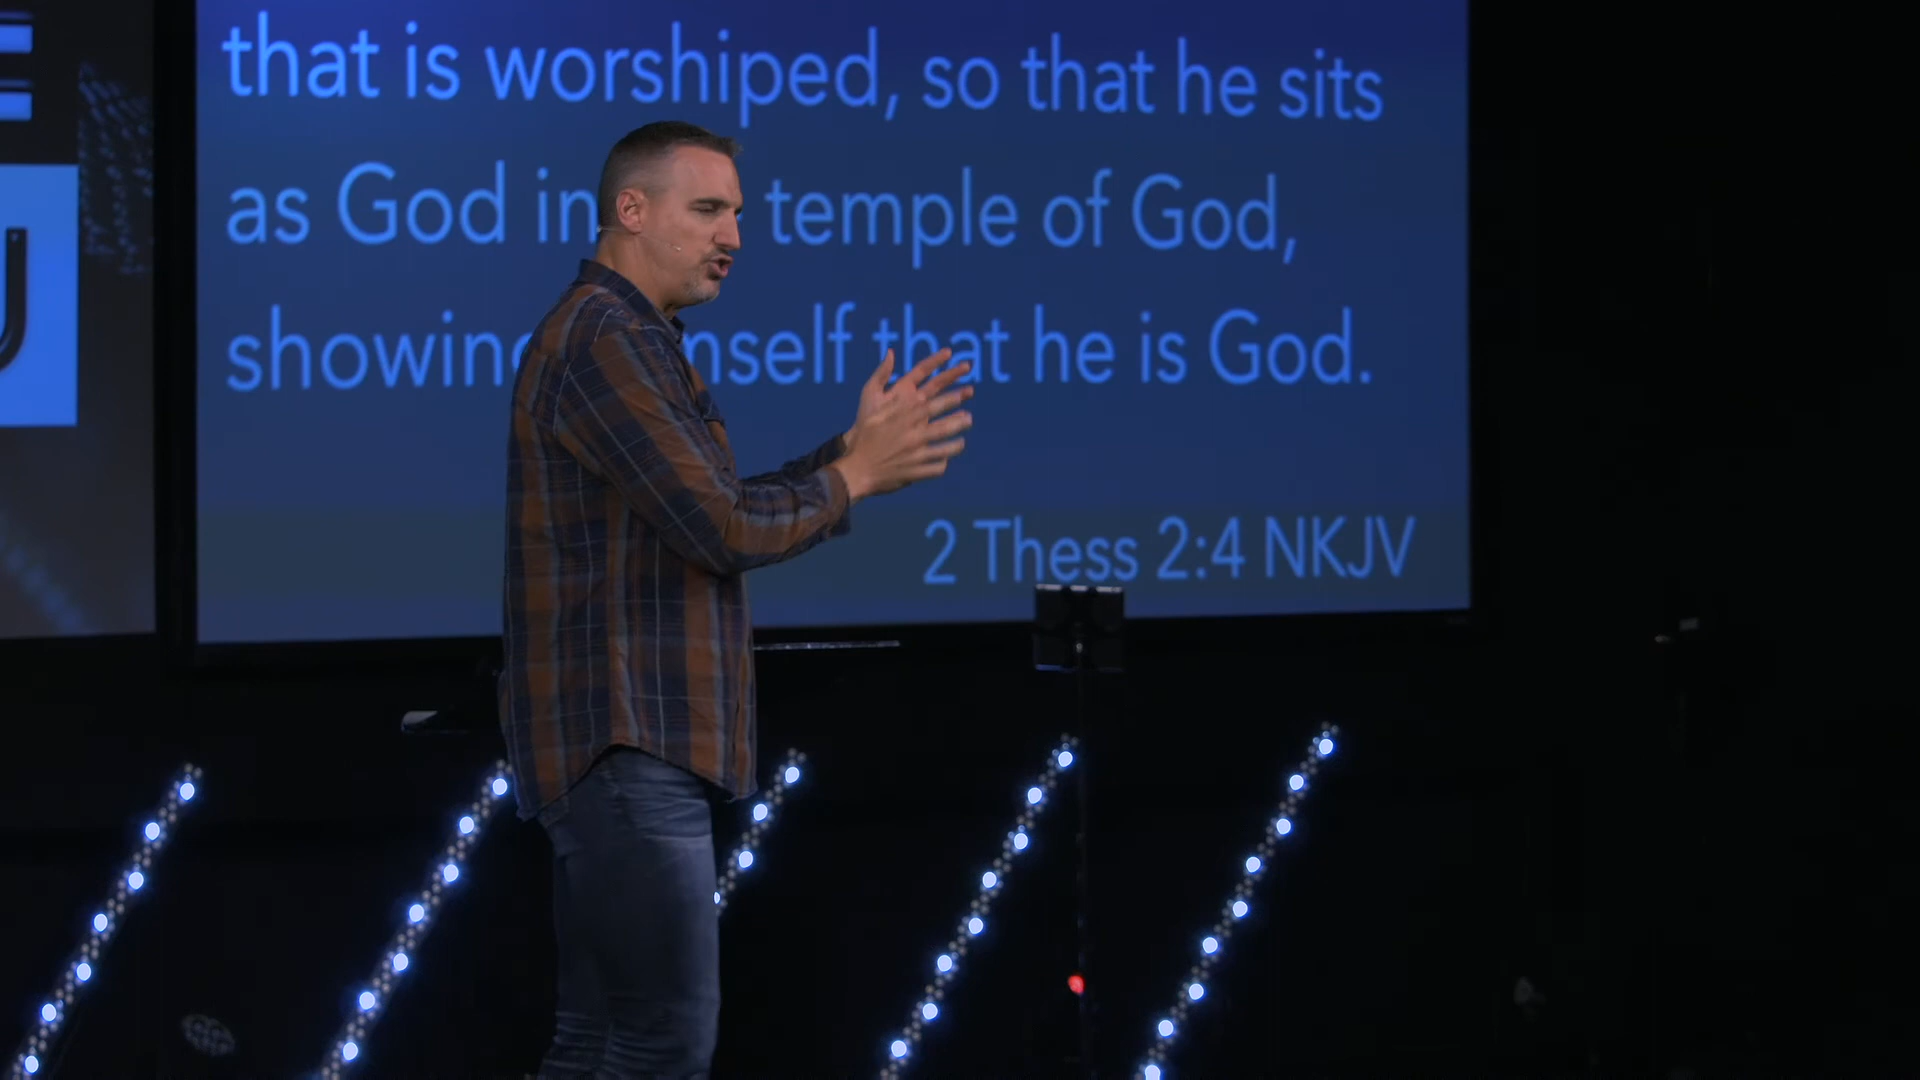 that is worshiped, so that he sits
as God in temple of God,
that he is God.
2 Thess 2:4 NKJV